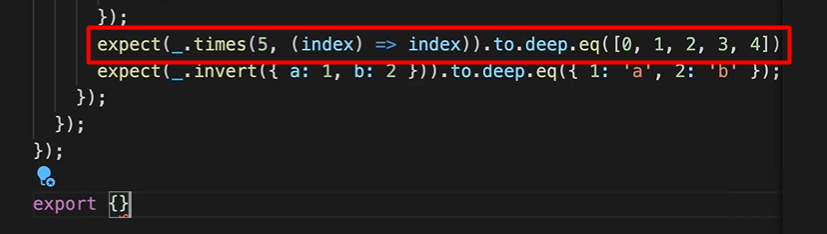 });
expect(_.times(5, (index) => index)).to.deep.eq([0, 1, 2, 3, 4])
expect(_.invert({ a: 1, b: 2 })).to.deep.eq({ 1: 'a', 2: 'b' });
});
});
});
export {}